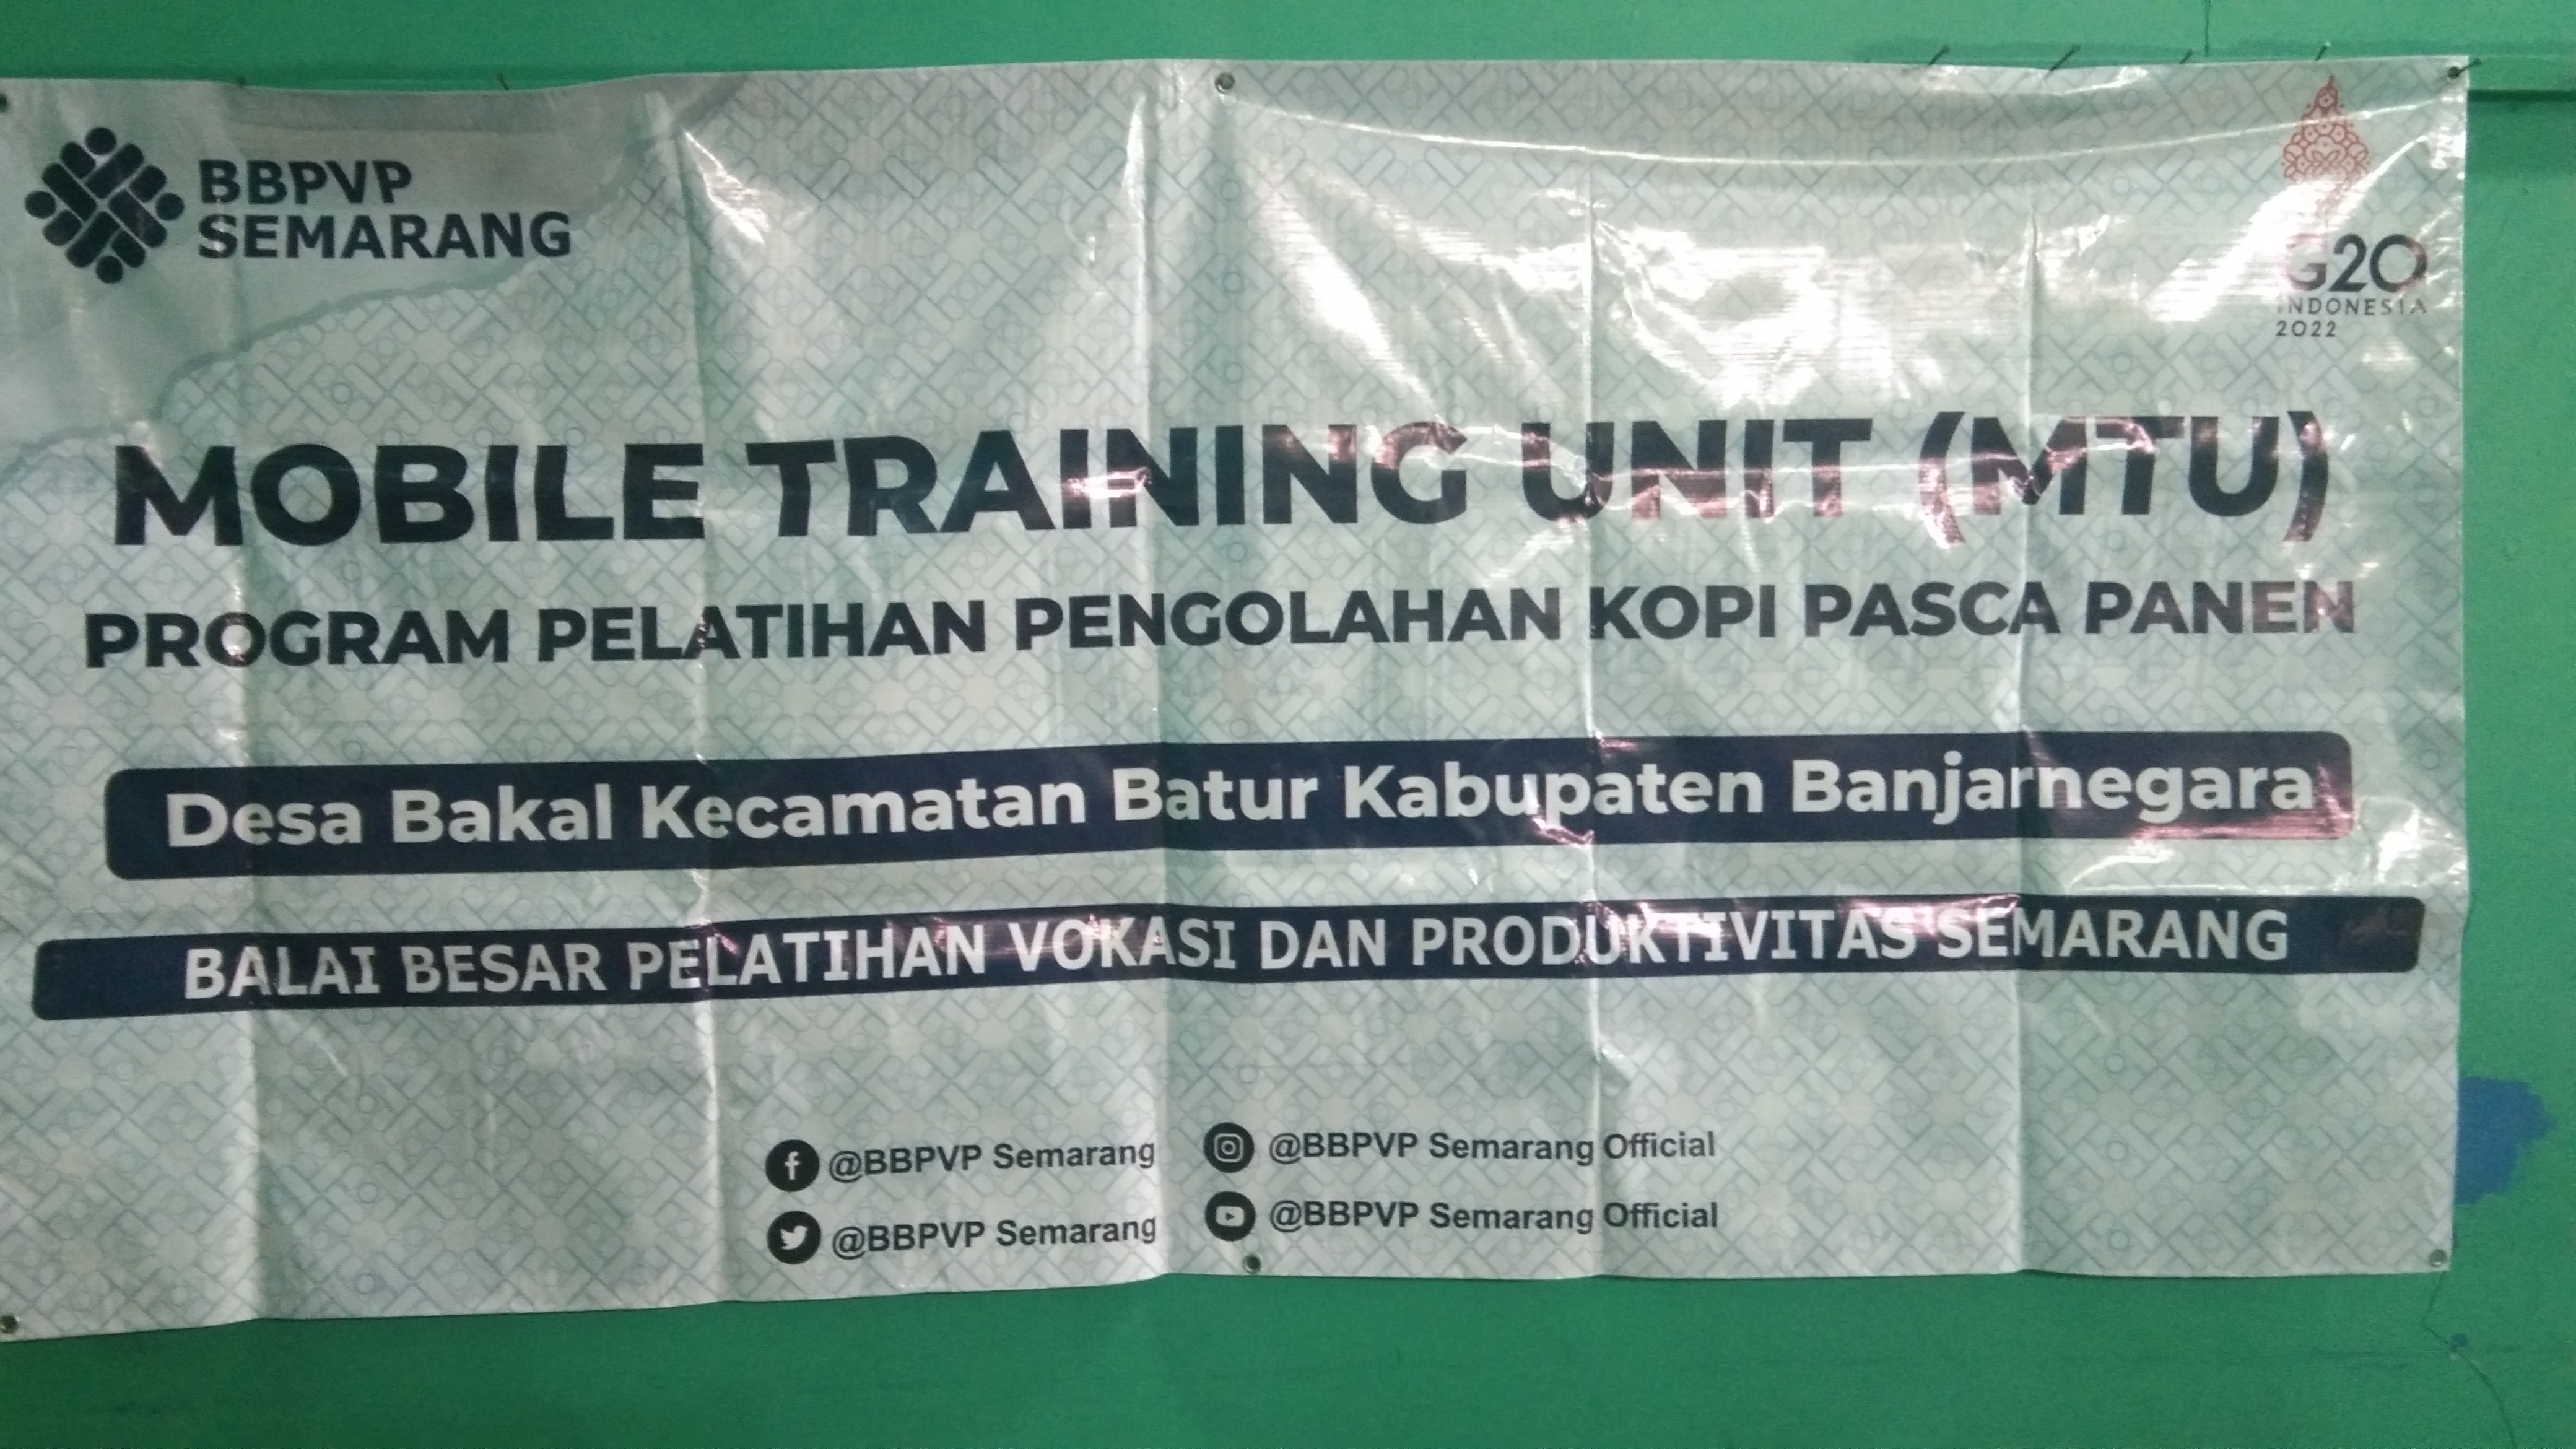 BBPVP
SEMARANG
G20
INDONESIA
2022
MOBILE TRAINING UNIT (MTU)
PROGRAM PELATIHAN PENGOLAHAN KOPI PASCA PANEN
Desa Bakal Kecamatan Batur Kabupaten Banjarnegara
BALAI BESAR PELATIHAN VOKASI DAN PRODUKTIVITAS SEMARANG
@BBPVP Semarang @BBPVP Semarang Official
@BBPVP Semarang @BBPVP Semarang Official